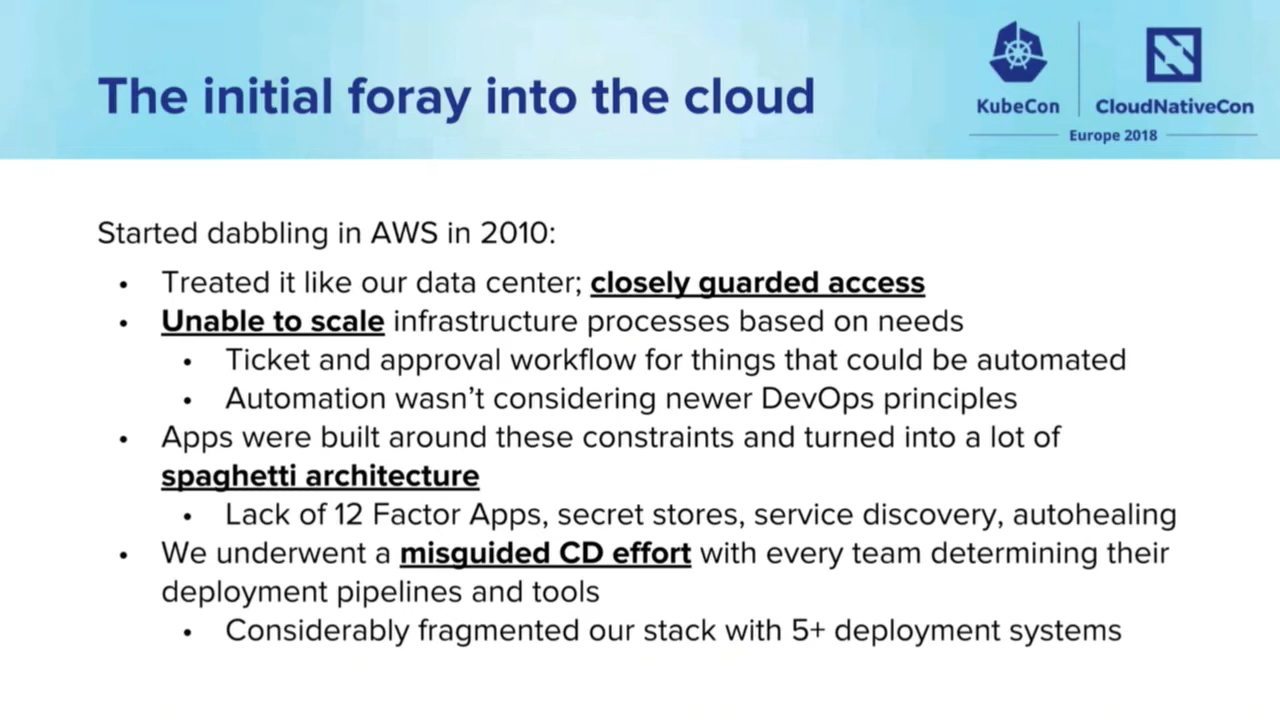 The initial foray into the cloud
KubeCon
CloudNativeCon
Europe 2018
Started dabbling in AWS in 2010:
• Treated it like our data center; closely guarded access
• Unable to scale infrastructure processes based on needs
• Ticket and approval workflow for things that could be automated
• Automation wasn’t considering newer DevOps principles
• Apps were built around these constraints and turned into a lot of
spaghetti architecture
• Lack of 12 Factor Apps, secret stores, service discovery, autohealing
• We underwent a misguided CD effort with every team determining their
deployment pipelines and tools
• Considerably fragmented our stack with 5+ deployment systems